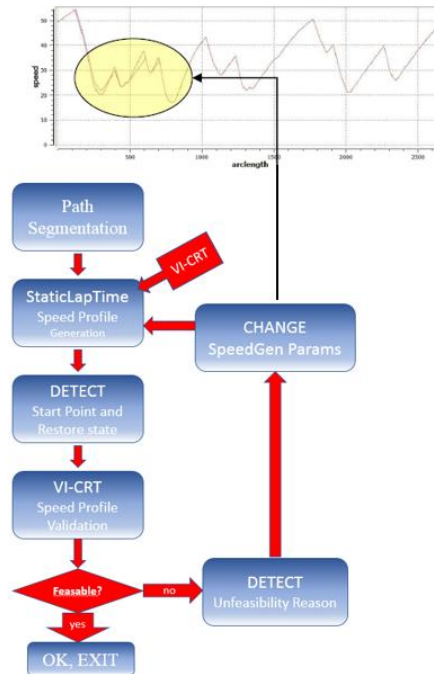 50
40
30
20
10
0
speed
500
1000
1500
2000
2500
arclength
Path
Segmentation
VI-CRT
StaticLapTime
Speed Profile
Generation
CHANGE
SpeedGen Params
DETECT
Start Point and
Restore state
VI-CRT
Speed Profile
Validation
Feasable?
no
DETECT
Unfeasibility Reason
yes
OK, EXIT